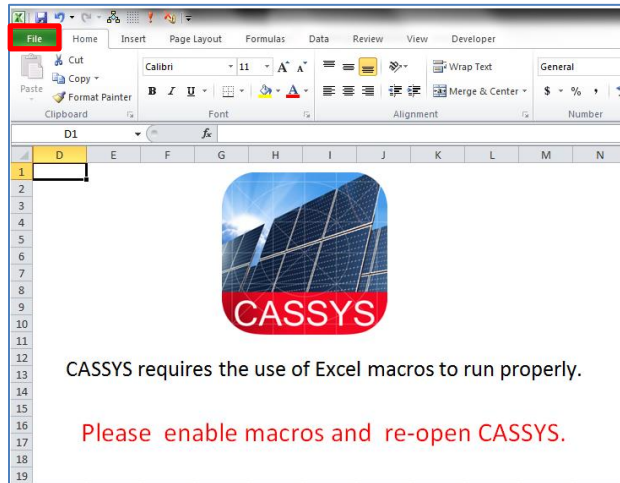 File Home Insert Page Layout Formulas Data Review View Developer
Cut
Copy
Format Painter
Paste
Calibri 11 A A
B I U A
Wrap Text
Merge & Center
General
$ % ,
Clipboard Font Alignment Number
D1 fx
D E F G H I J K L M N
1
2
3
4
5
6
7
8
9
10
11
12
13
14
15
16
17
18
19
CASSYS
CASSYS requires the use of Excel macros to run properly.
Please enable macros and re-open CASSYS.